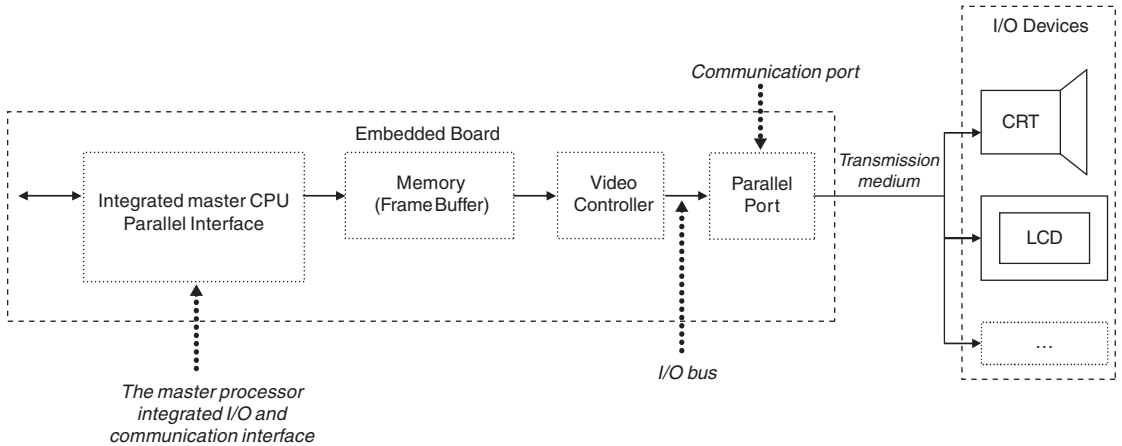 I/O Devices
Communication port
Embedded Board
CRT
Integrated master CPU
Parallel Interface
Memory
(Frame Buffer)
Video
Controller
Parallel
Port
Transmission
medium
LCD
...
I/O bus
The master processor
integrated I/O and
communication interface